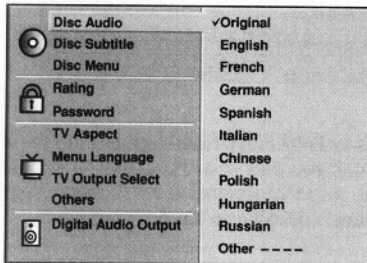 Disc Audio
Disc Subtitle
Disc Menu
Rating
Password
TV Aspect
Menu Language
TV Output Select
Others
Digital Audio Output
✓Original
English
French
German
Spanish
Italian
Chinese
Polish
Hungarian
Russian
Other – – – –